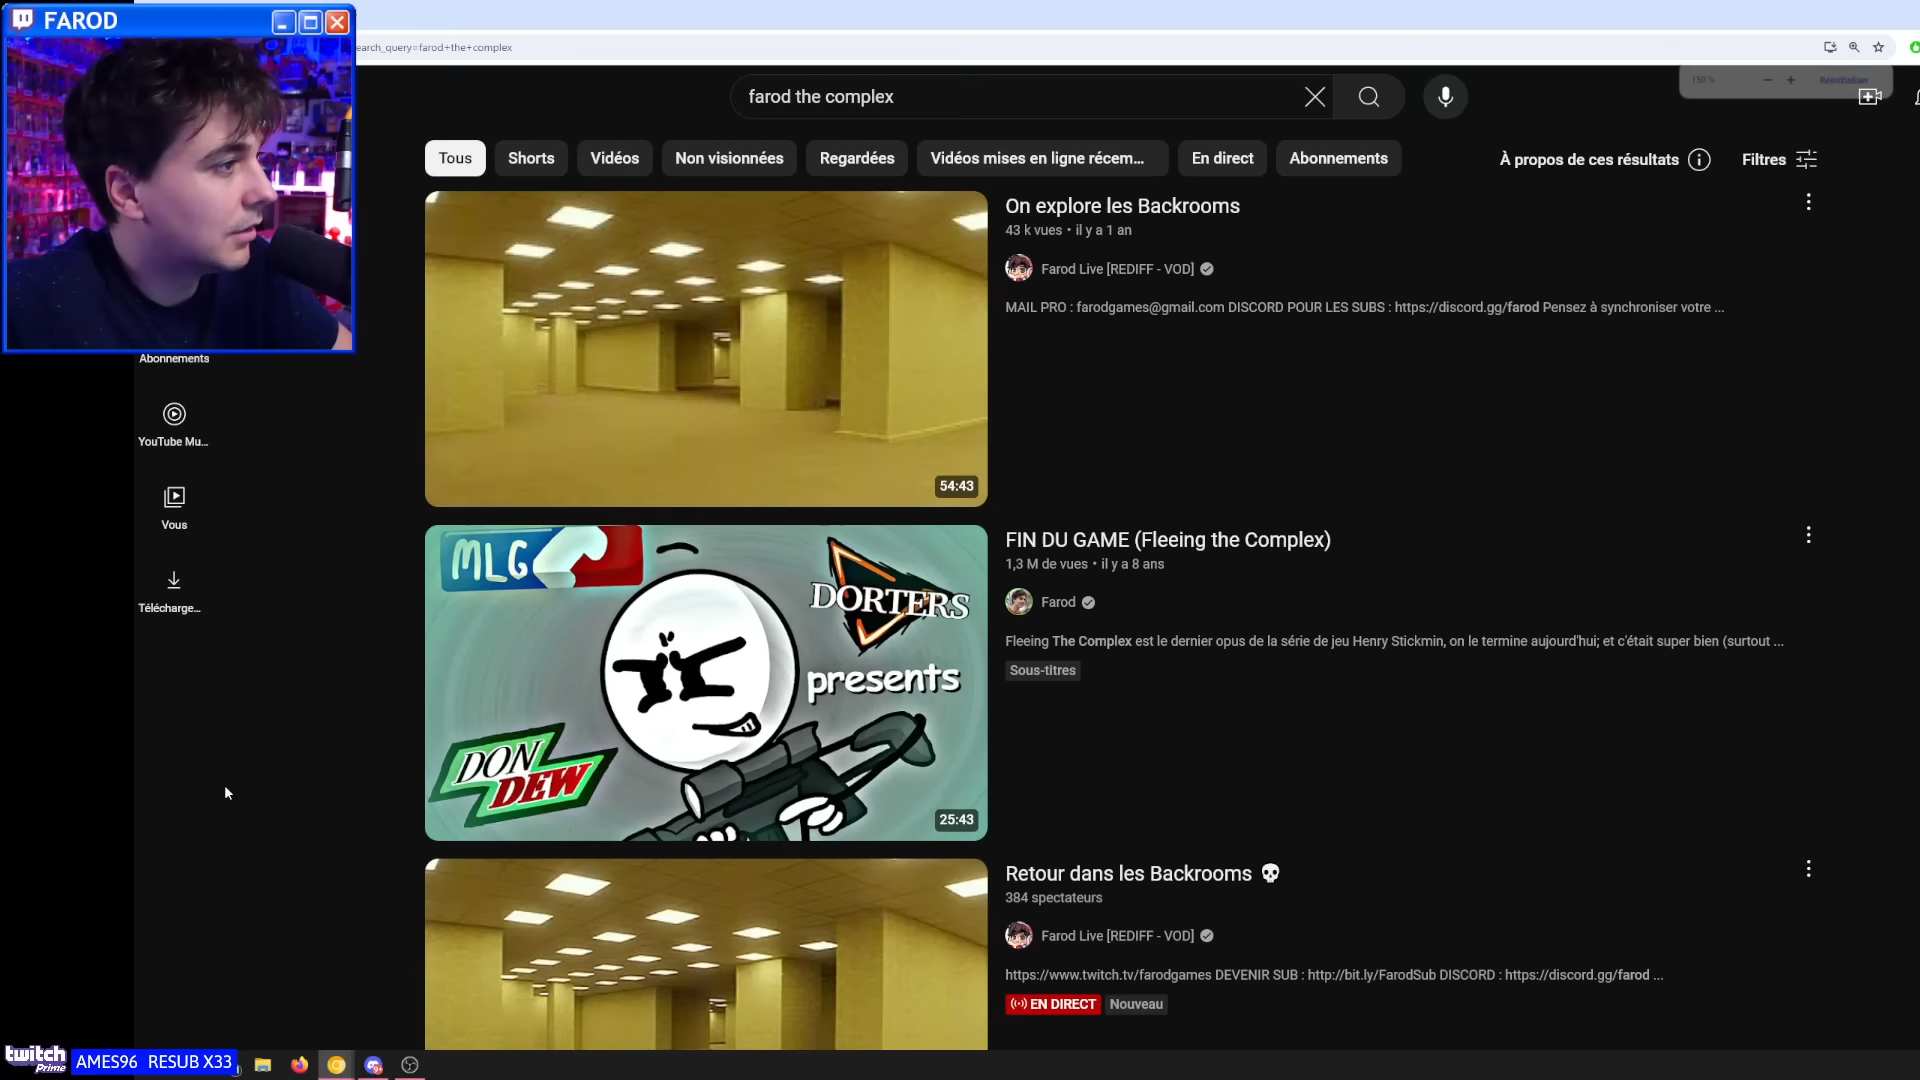 FAROD
earch_query=farod+the+complex
150 %
Réinitialiser
farod the complex
Tous
Shorts
Vidéos
Non visionnées
Regardées
Vidéos mises en ligne récem...
En direct
Abonnements
À propos de ces résultats
Filtres
On explore les Backrooms
43 k vues • il y a 1 an
Farod Live [REDIFF - VOD]
MAIL PRO : farodgames@gmail.com DISCORD POUR LES SUBS : https://discord.gg/farod Pensez à synchroniser votre ...
54:43
Abonnements
YouTube Mu...
Vous
Télécharge...
MLG
DORTERS
presents
DON
DEW
25:43
FIN DU GAME (Fleeing the Complex)
1,3 M de vues • il y a 8 ans
Farod
Fleeing The Complex est le dernier opus de la série de jeu Henry Stickmin, on le termine aujourd'hui; et c'était super bien (surtout ...
Sous-titres
Retour dans les Backrooms 💀
384 spectateurs
Farod Live [REDIFF - VOD]
https://www.twitch.tv/farodgames DEVENIR SUB : http://bit.ly/FarodSub DISCORD : https://discord.gg/farod ...
EN DIRECT
Nouveau
twitch
Prime
AMES96 RESUB X33